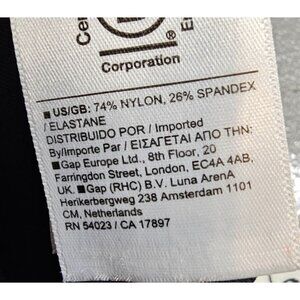 Cer
E
Corporation
US/GB: 74% NYLON, 26% SPANDEX
/ ELASTANE
DISTRIBUIDO POR / Imported
By/Importe Par / ΕΙΣΑΓΕΤΑΙ ΑΠΟ ΤΗΝ:
Gap Europe Ltd., 8th Floor, 20
Farringdon Street, London, EC4A 4AB,
UK. Gap (RHC) B.V. Luna ArenA
Herikerbergweg 238 Amsterdam 1101
CM, Netherlands
RN 54023 / CA 17897